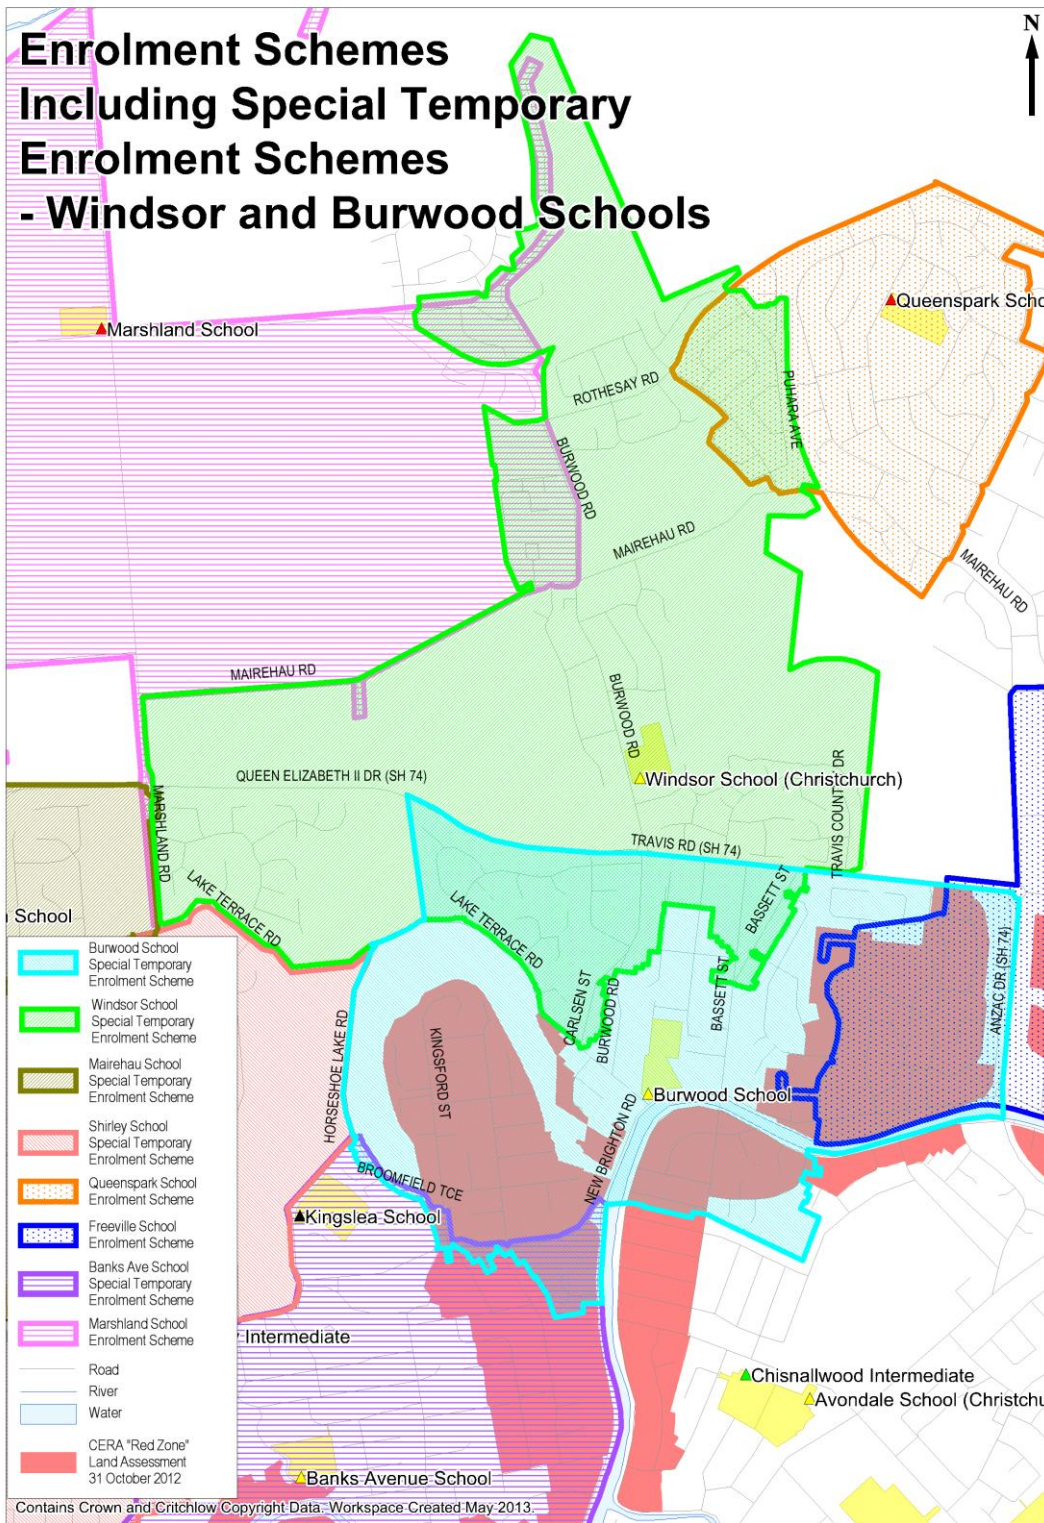 Enrolment Schemes
Including Special Temporary
Enrolment Schemes
- Windsor and Burwood Schools
N
Marshland School
Queenspark Scho
ROTHESAY RD
PUHARA AVE
BURWOOD RD
MAIREHAU RD
MAIREHAU RD
MAIREHAU RD
BURWOOD RD
QUEEN ELIZABETH II DR (SH 74)
Windsor School (Christchurch)
MARSHLAND RD
TRAVIS RD (SH 74)
TRAVIS COUNTRY DR
LAKE TERRACE RD
School
LAKE TERRACE RD
BASSETT ST
CARLSEN ST
BURWOOD RD
BASSETT ST
ANZAC DR (SH 74)
HORSESHOE LAKE RD
KINGSFORD ST
Burwood School
NEW BRIGHTON RD
BROOMFIELD TCE
Kingslea School
Intermediate
Chisnallwood Intermediate
Avondale School (Christchu
Banks Avenue School
Burwood School
Special Temporary
Enrolment Scheme
Windsor School
Special Temporary
Enrolment Scheme
Mairehau School
Special Temporary
Enrolment Scheme
Shirley School
Special Temporary
Enrolment Scheme
Queenspark School
Enrolment Scheme
Freeville School
Enrolment Scheme
Banks Ave School
Special Temporary
Enrolment Scheme
Marshland School
Enrolment Scheme
Road
River
Water
CERA "Red Zone"
Land Assessment
31 October 2012
Contains Crown and Critchlow Copyright Data. Workspace Created May 2013.